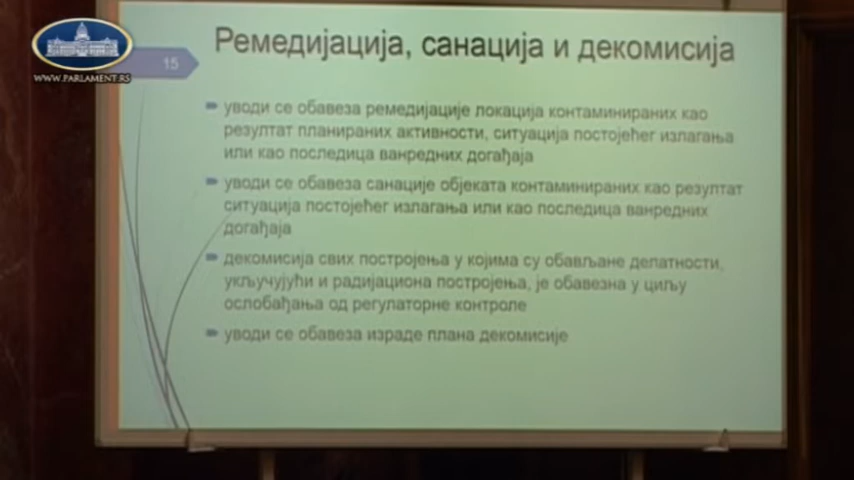 WWW.PARLAMENT.RS
15
Ремедијација, санација и декомисија
уводи се обавеза ремедијације локација контаминираних као
резултат планираних активности, ситуација постојећег излагања
или као последица ванредних догађаја
уводи се обавеза санације објеката контаминираних као резултат
ситуација постојећег излагања или као последица ванредних
догађаја
декомисија свих постројења у којима су обављане делатности,
укључујући и радијациона постројења, је обавезна у циљу
ослобађања од регулаторне контроле
уводи се обавеза израде плана декомисије